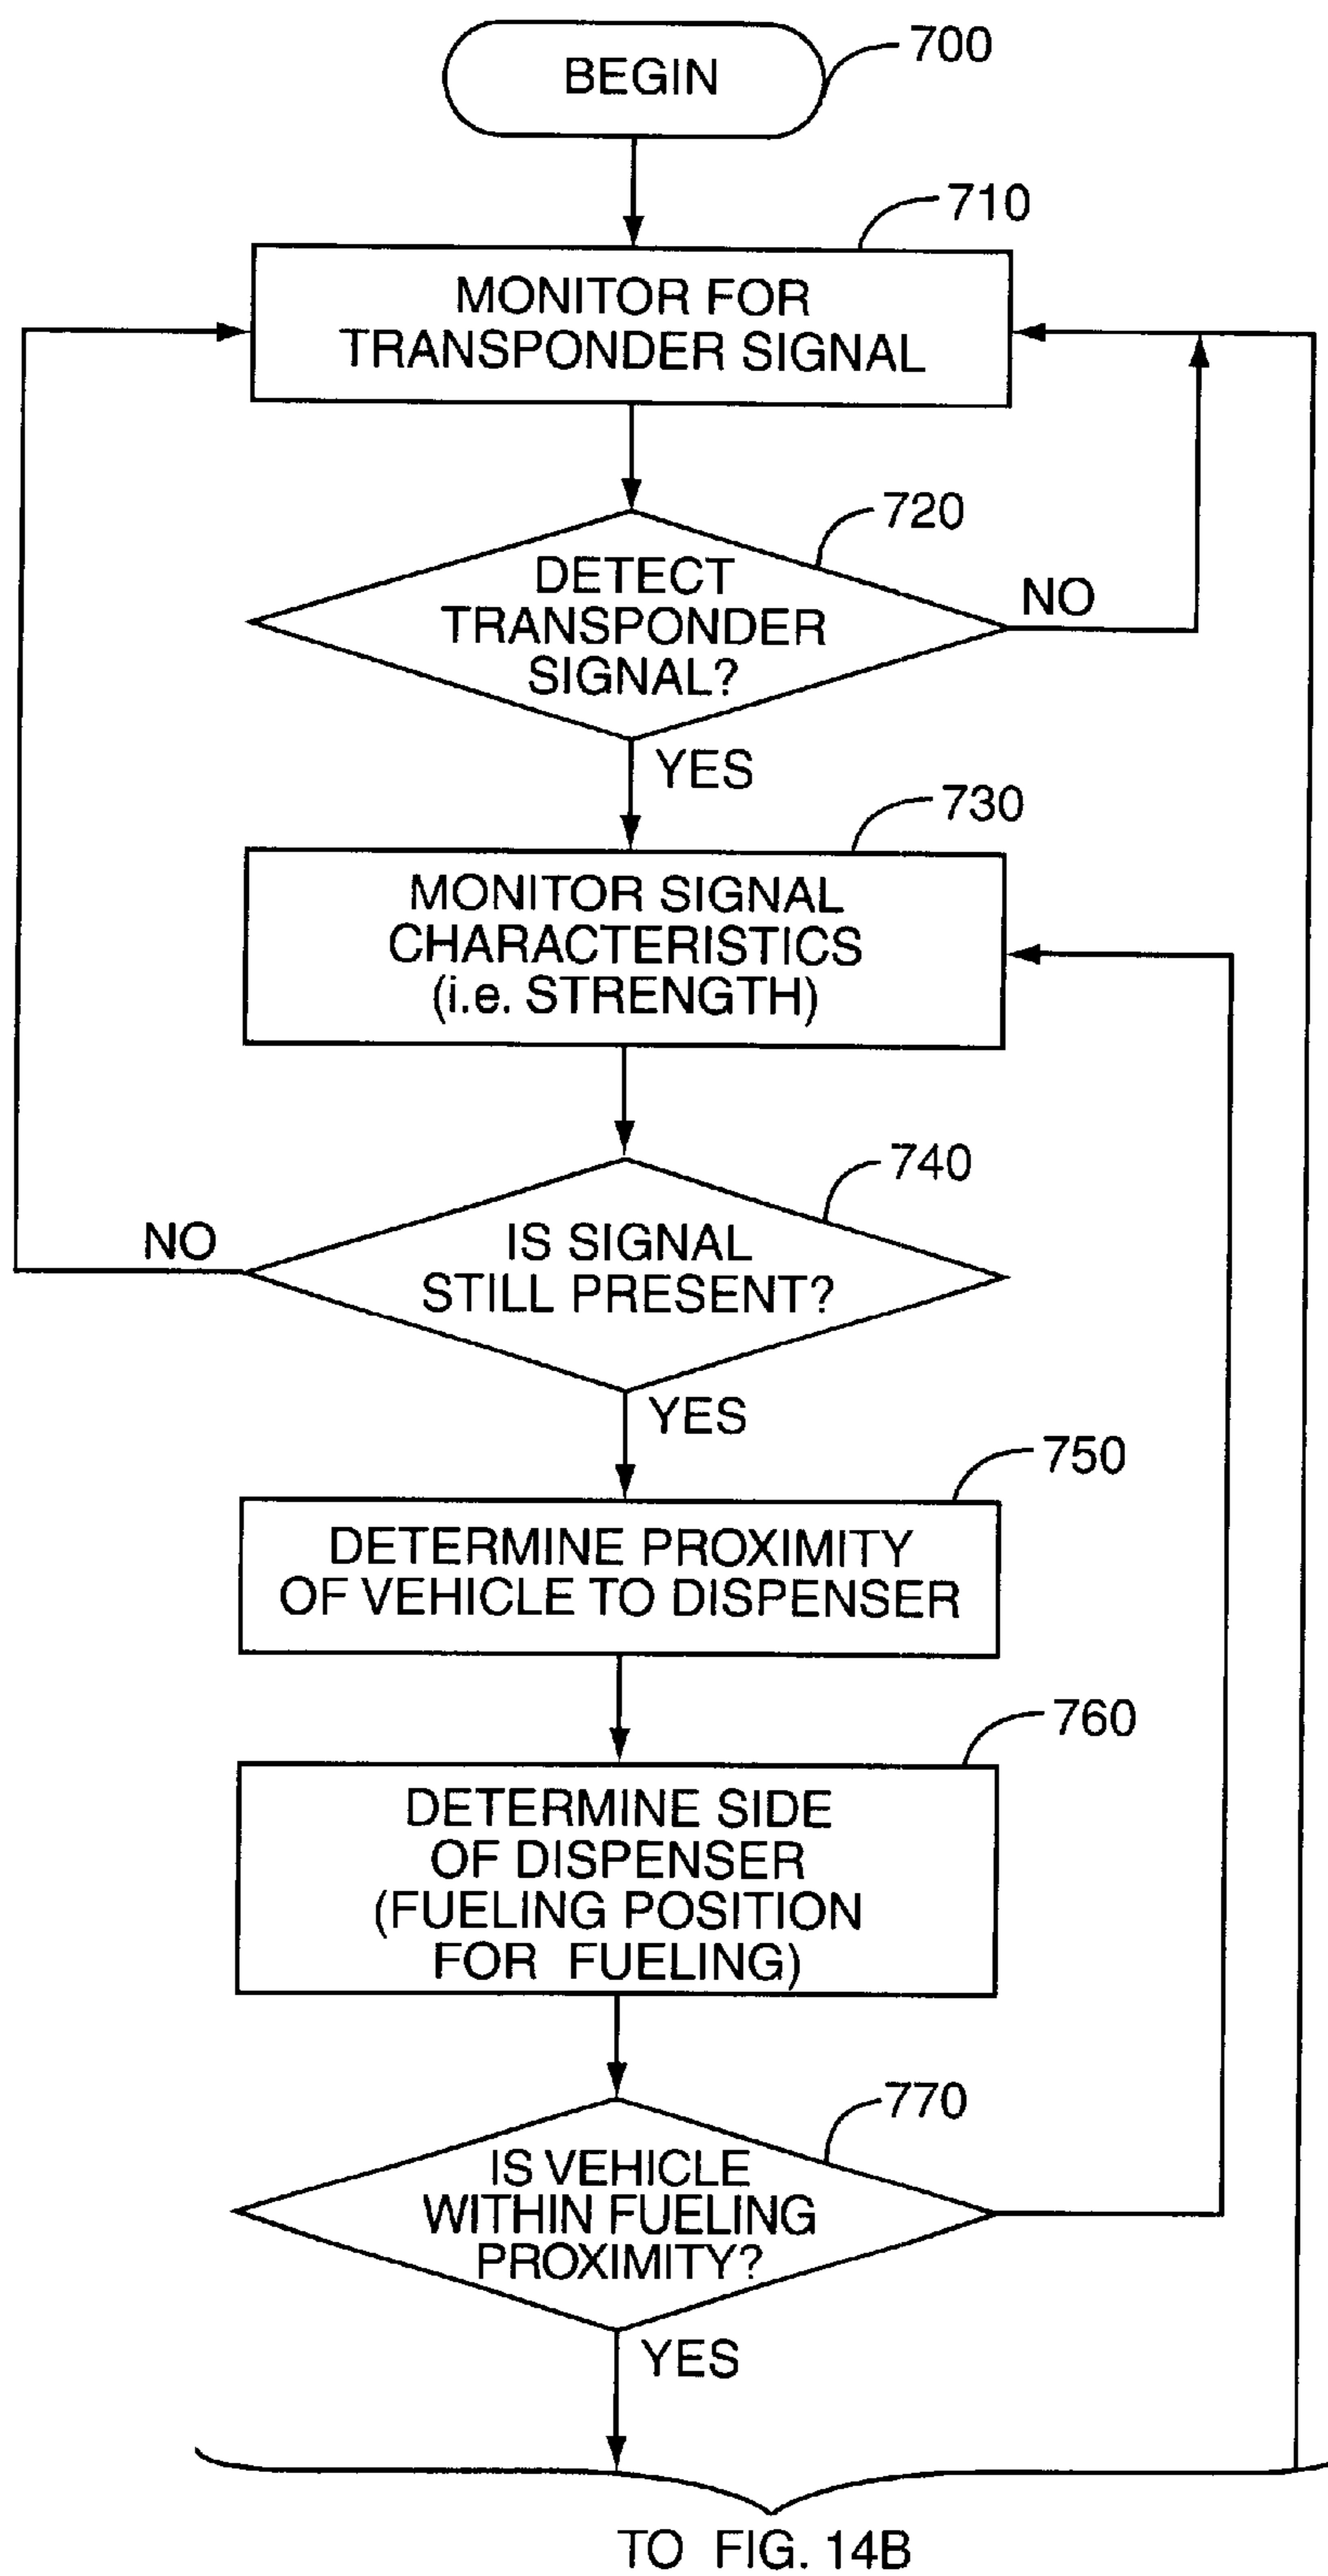 BEGIN
700
710
MONITOR FOR
TRANSPONDER SIGNAL
720
DETECT
TRANSPONDER
SIGNAL?
NO
YES
730
MONITOR SIGNAL
CHARACTERISTICS
(i.e. STRENGTH)
740
NO
IS SIGNAL
STILL PRESENT?
YES
750
DETERMINE PROXIMITY
OF VEHICLE TO DISPENSER
760
DETERMINE SIDE
OF DISPENSER
(FUELING POSITION
FOR FUELING)
770
IS VEHICLE
WITHIN FUELING
PROXIMITY?
YES
TO FIG. 14B